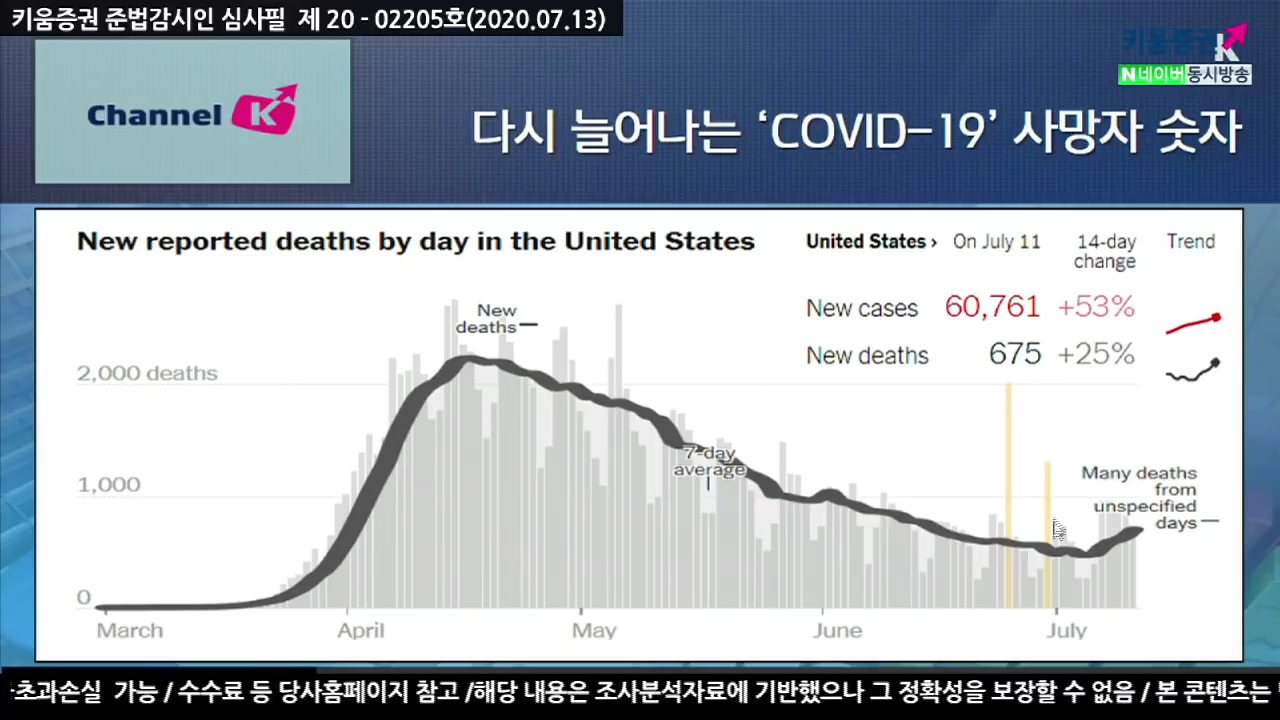 키움증권 준법감시인 심사필 제 20 - 02205호(2020.07.13)
키움증권
N 네이버 동시방송
Channel K
다시 늘어나는 ‘COVID-19’ 사망자 숫자
New reported deaths by day in the United States
United States › On July 11 14-day change Trend
New cases 60,761 +53%
New deaths 675 +25%
New
deaths
2,000 deaths
7-day
average
1,000
Many deaths
from
unspecified
days
0
March April May June July
초과손실 가능 / 수수료 등 당사홈페이지 참고 /해당 내용은 조사분석자료에 기반했으나 그 정확성을 보장할 수 없음 / 본 콘텐츠는